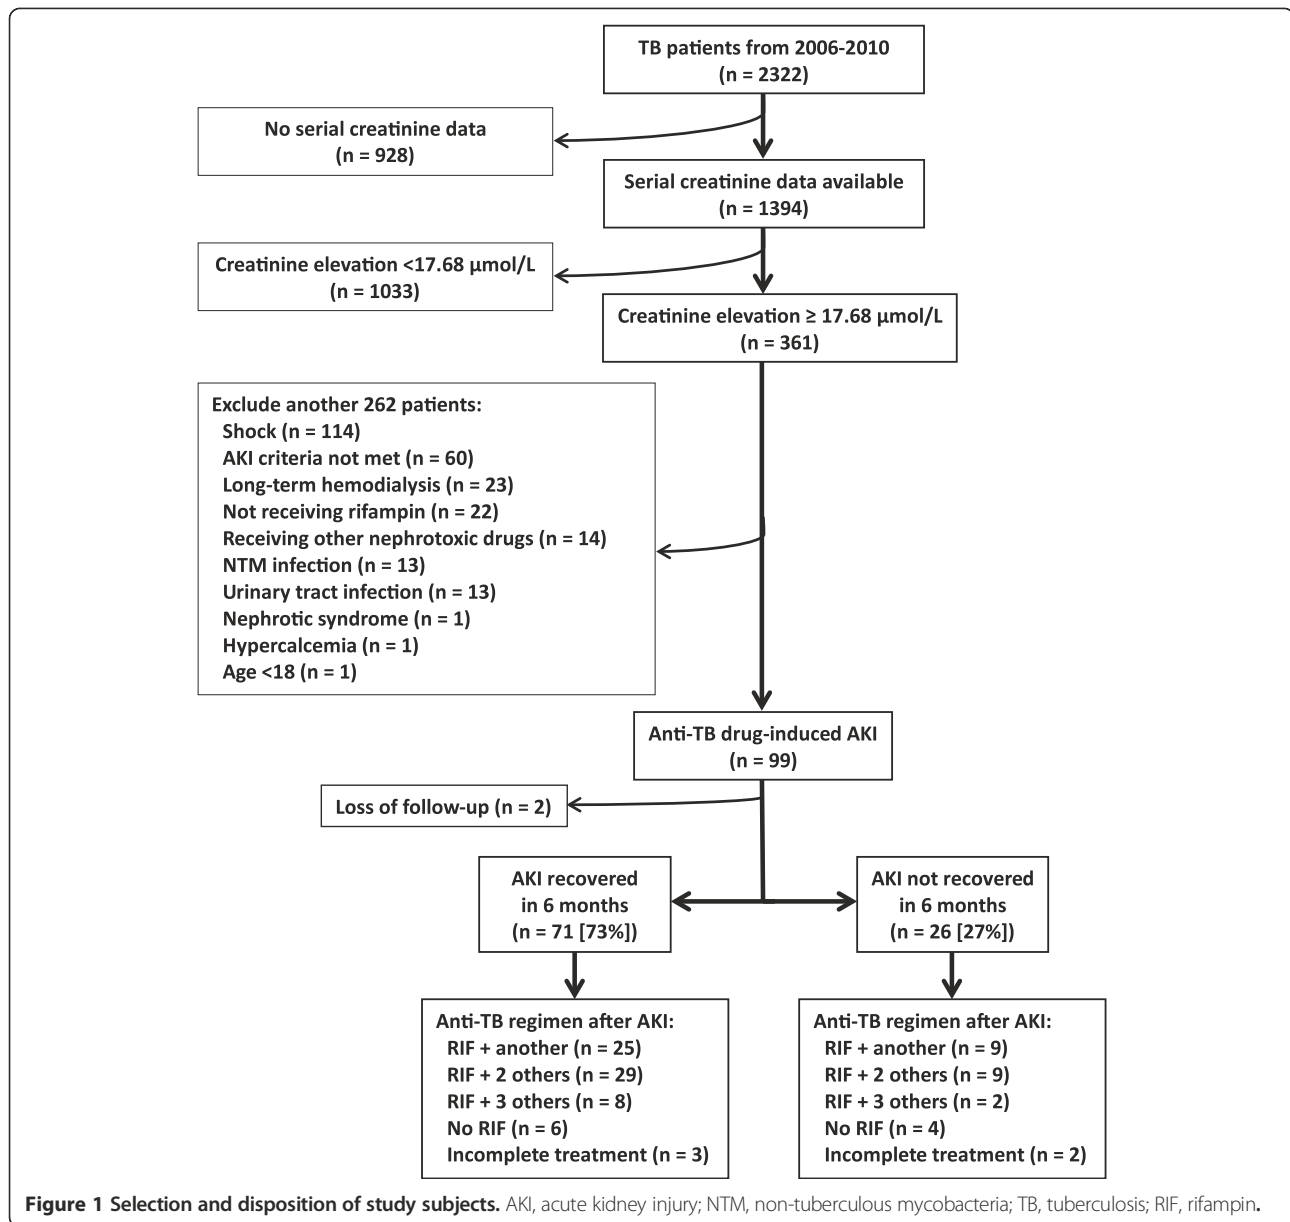 TB patients from 2006-2010
(n = 2322)
No serial creatinine data
(n = 928)
Serial creatinine data available
(n = 1394)
Creatinine elevation <17.68 μmol/L
(n = 1033)
Creatinine elevation ≥ 17.68 μmol/L
(n = 361)
Exclude another 262 patients:
Shock (n = 114)
AKI criteria not met (n = 60)
Long-term hemodialysis (n = 23)
Not receiving rifampin (n = 22)
Receiving other nephrotoxic drugs (n = 14)
NTM infection (n = 13)
Urinary tract infection (n = 13)
Nephrotic syndrome (n = 1)
Hypercalcemia (n = 1)
Age <18 (n = 1)
Anti-TB drug-induced AKI
(n = 99)
Loss of follow-up (n = 2)
AKI recovered
in 6 months
(n = 71 [73%])
AKI not recovered
in 6 months
(n = 26 [27%])
Anti-TB regimen after AKI:
RIF + another (n = 25)
RIF + 2 others (n = 29)
RIF + 3 others (n = 8)
No RIF (n = 6)
Incomplete treatment (n = 3)
Anti-TB regimen after AKI:
RIF + another (n = 9)
RIF + 2 others (n = 9)
RIF + 3 others (n = 2)
No RIF (n = 4)
Incomplete treatment (n = 2)
Figure 1 Selection and disposition of study subjects. AKI, acute kidney injury; NTM, non-tuberculous mycobacteria; TB, tuberculosis; RIF, rifampin.